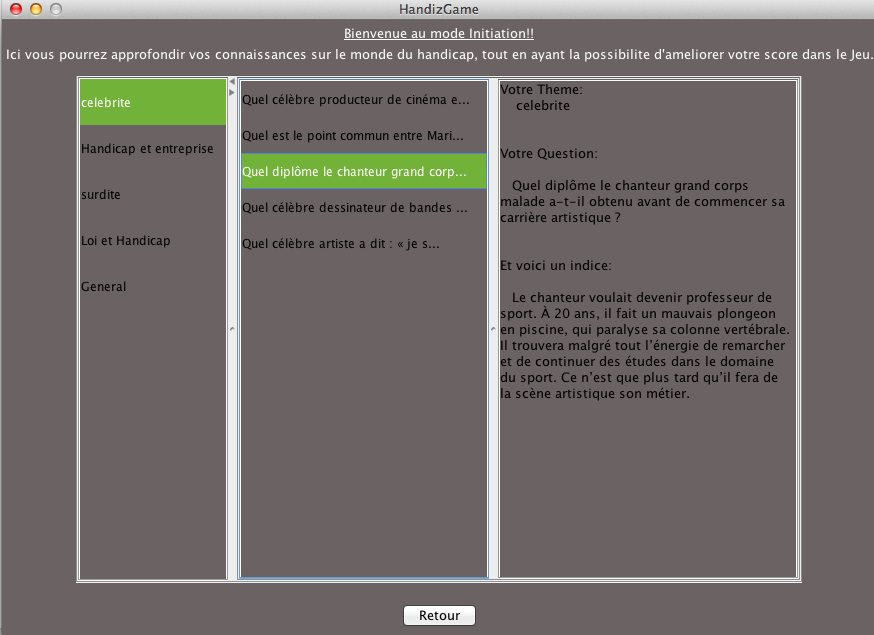 HandizGame
Bienvenue au mode Initiation!!
Ici vous pourrez approfondir vos connaissances sur le monde du handicap, tout en ayant la possibilite d'ameliorer votre score dans le Jeu.
celebrite
Handicap et entreprise
surdite
Loi et Handicap
General
Quel célèbre producteur de cinéma e...
Quel est le point commun entre Mari...
Quel diplôme le chanteur grand corp...
Quel célèbre dessinateur de bandes ...
Quel célèbre artiste a dit : « je s...
Votre Theme:
celebrite
Votre Question:
Quel diplôme le chanteur grand corps
malade a-t-il obtenu avant de commencer sa
carrière artistique ?
Et voici un indice:
Le chanteur voulait devenir professeur de
sport. À 20 ans, il fait un mauvais plongeon
en piscine, qui paralyse sa colonne vertébrale.
Il trouvera malgré tout l’énergie de remarcher
et de continuer des études dans le domaine
du sport. Ce n’est que plus tard qu’il fera de
la scène artistique son métier.
Retour